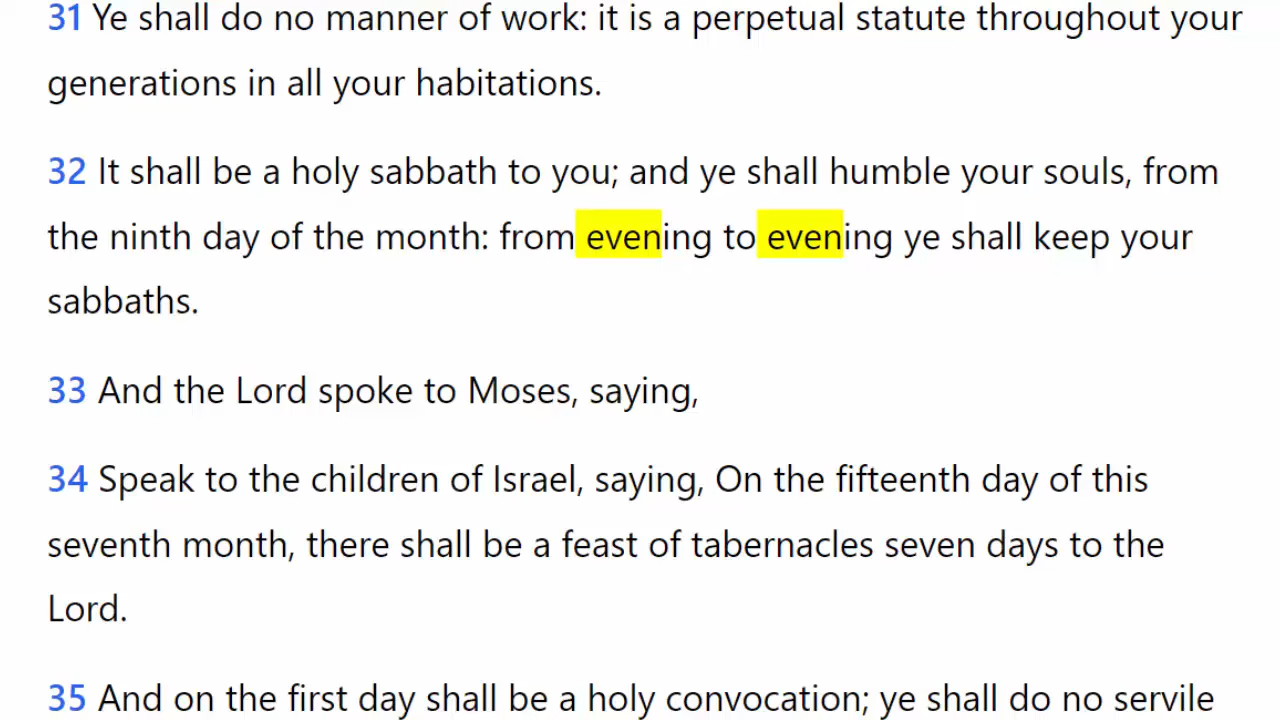 31 Ye shall do no manner of work: it is a perpetual statute throughout your
generations in all your habitations.
32 It shall be a holy sabbath to you; and ye shall humble your souls, from
the ninth day of the month: from evening to evening ye shall keep your
sabbaths.
33 And the Lord spoke to Moses, saying,
34 Speak to the children of Israel, saying, On the fifteenth day of this
seventh month, there shall be a feast of tabernacles seven days to the
Lord.
35 And on the first day shall be a holy convocation; ye shall do no servile